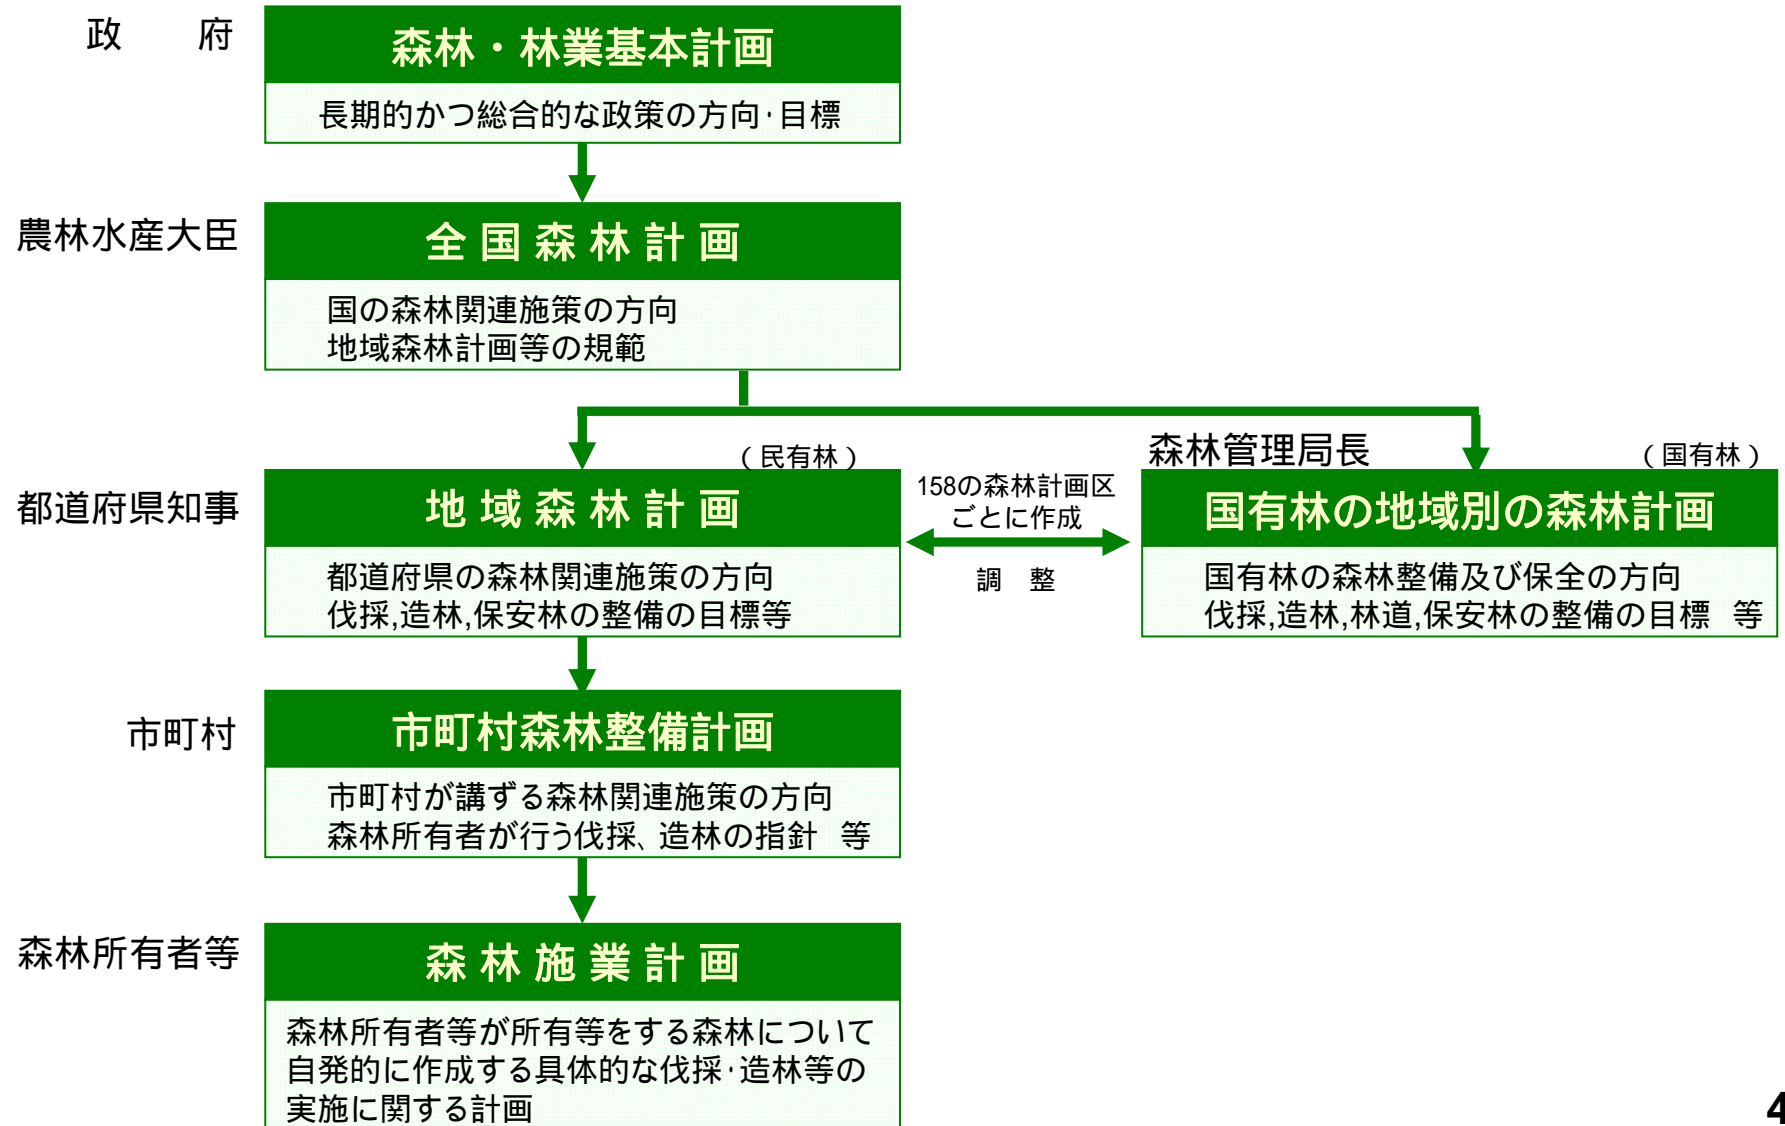 政　　府
森林・林業基本計画
長期的かつ総合的な政策の方向・目標
農林水産大臣
全国森林計画
国の森林関連施策の方向
地域森林計画等の規範
（民有林）
森林管理局長
（国有林）
都道府県知事
地域森林計画
158の森林計画区
ごとに作成
調　整
国有林の地域別の森林計画
都道府県の森林関連施策の方向
伐採,造林,保安林の整備の目標等
国有林の森林整備及び保全の方向
伐採,造林,林道,保安林の整備の目標　等
市町村
市町村森林整備計画
市町村が講ずる森林関連施策の方向
森林所有者が行う伐採、造林の指針　等
森林所有者等
森林施業計画
森林所有者等が所有等をする森林について
自発的に作成する具体的な伐採・造林等の
実施に関する計画
4